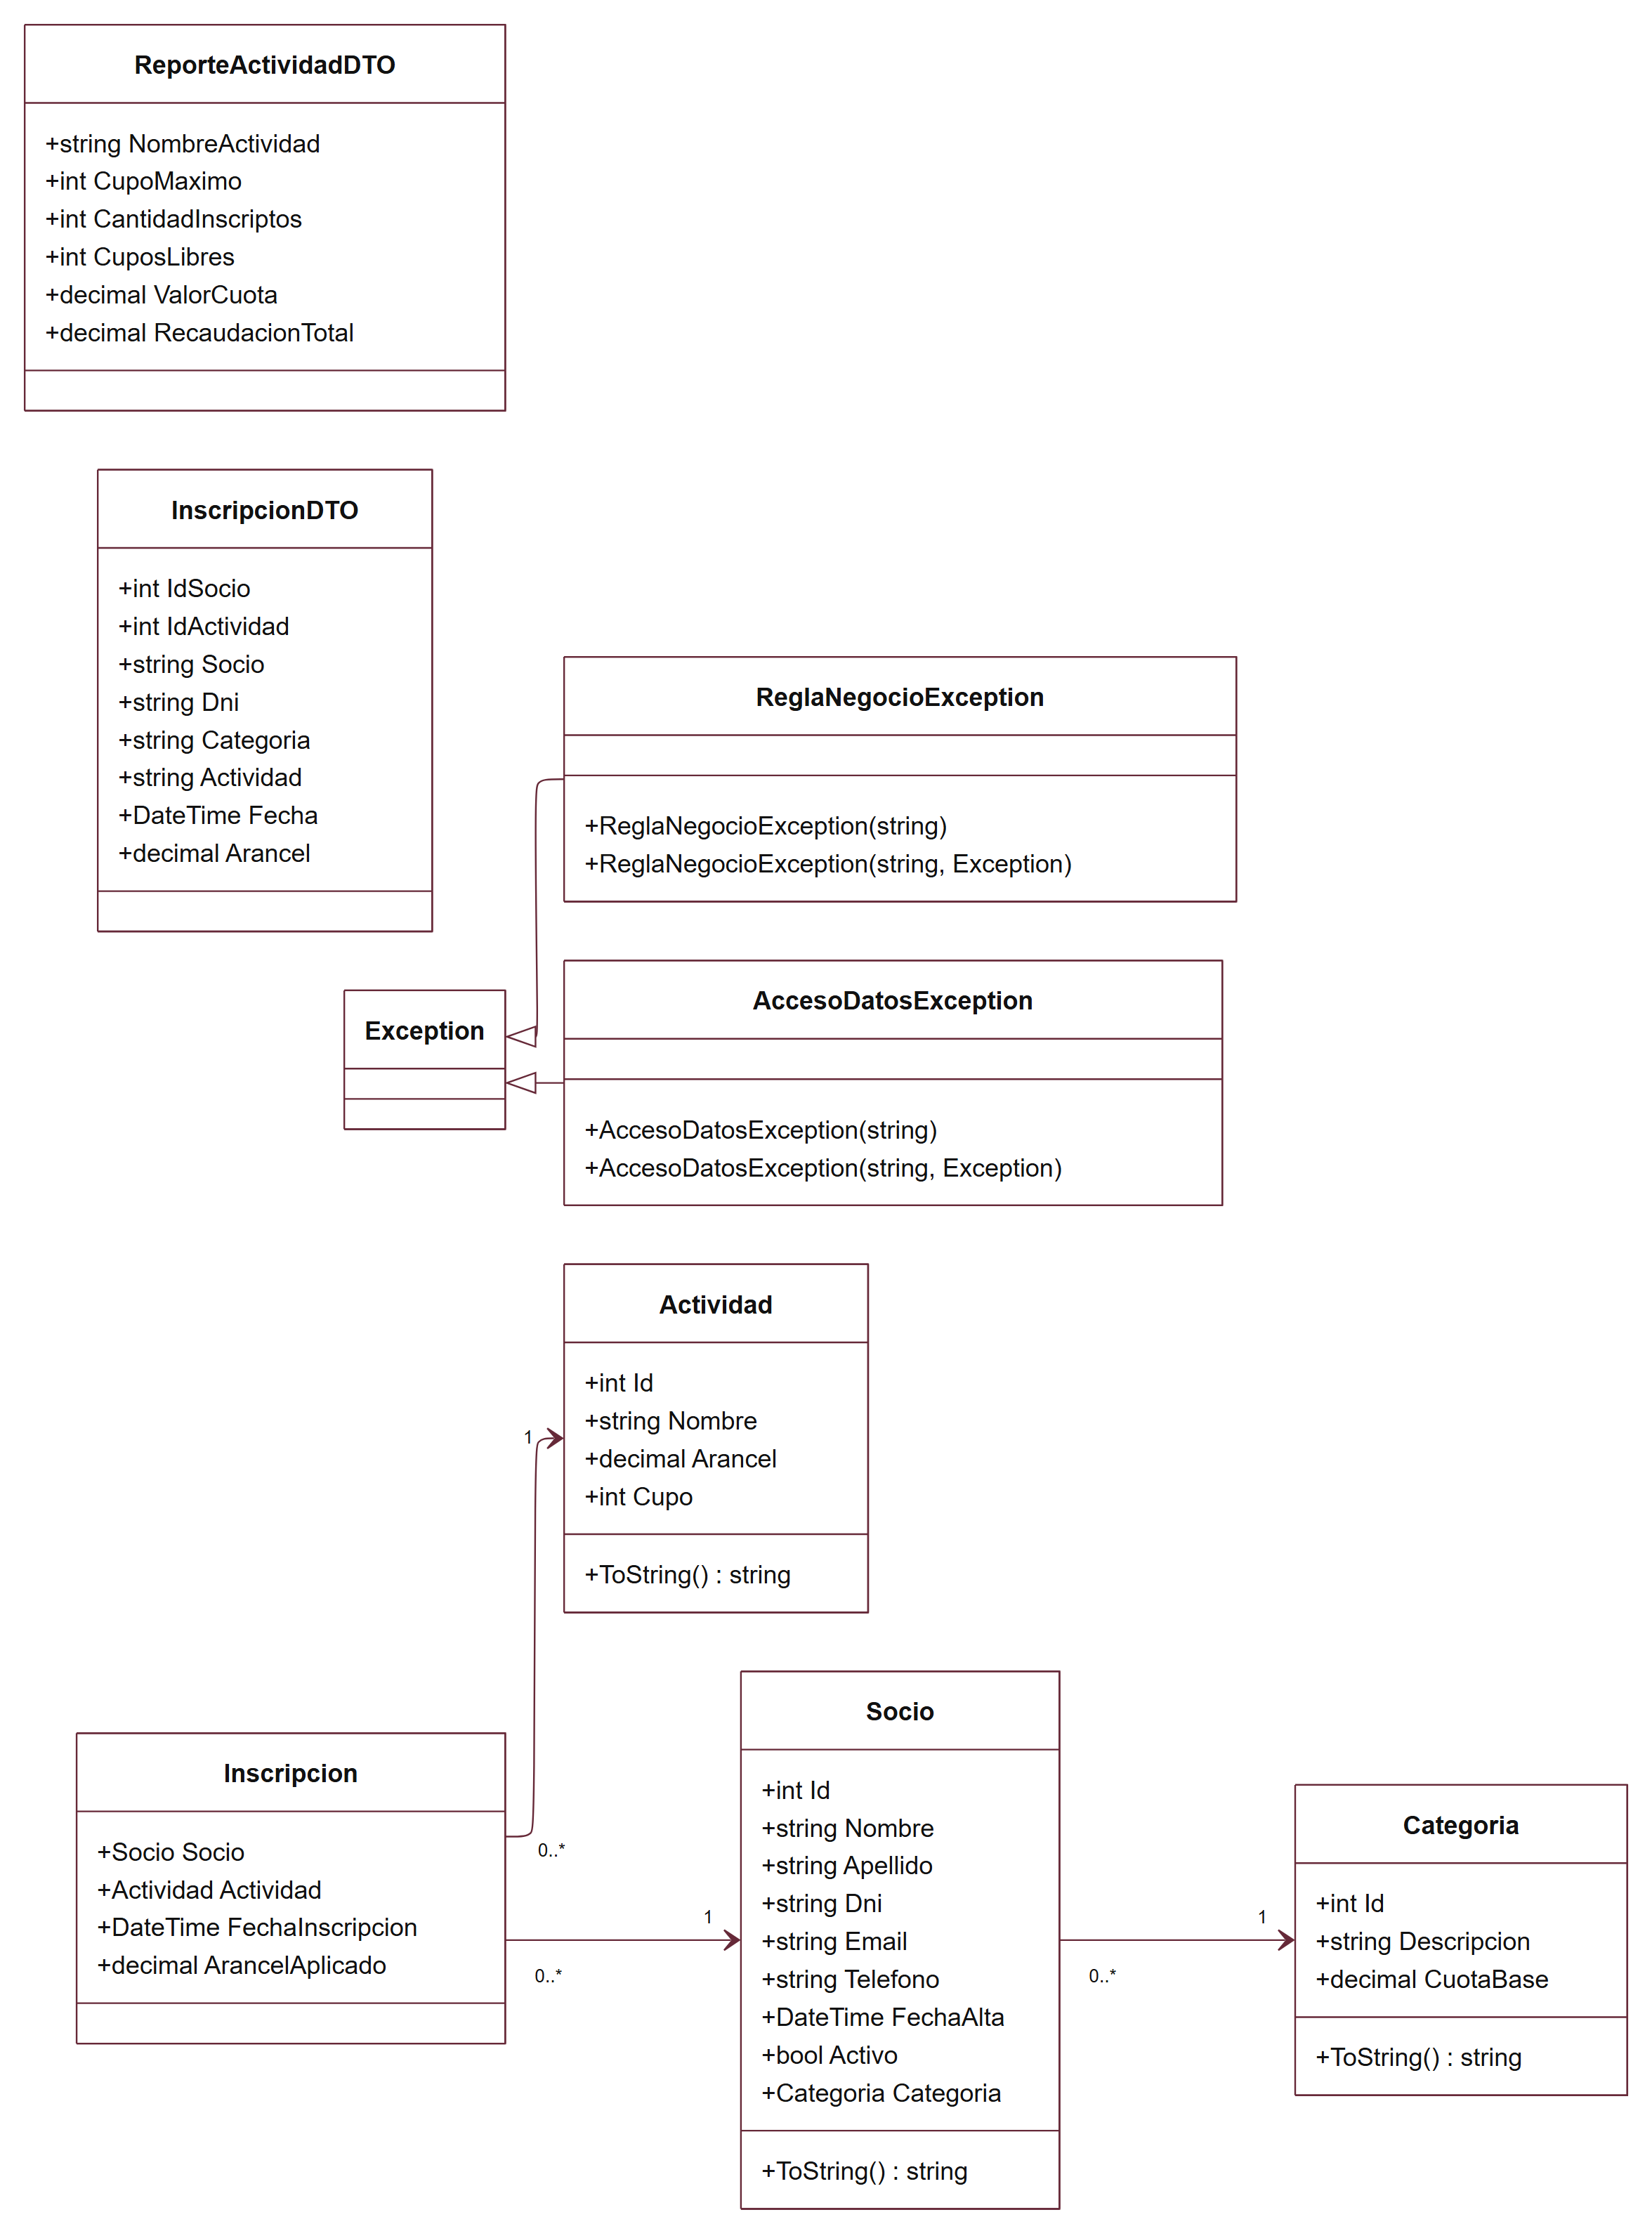 ReporteActividadDTO
+string NombreActividad
+int CupoMaximo
+int CantidadInscriptos
+int CuposLibres
+decimal ValorCuota
+decimal RecaudacionTotal
InscripcionDTO
+int IdSocio
+int IdActividad
+string Socio
+string Dni
+string Categoria
+string Actividad
+DateTime Fecha
+decimal Arancel
ReglaNegocioException
+ReglaNegocioException(string)
+ReglaNegocioException(string, Exception)
Exception
AccesoDatosException
+AccesoDatosException(string)
+AccesoDatosException(string, Exception)
Actividad
+int Id
+string Nombre
+decimal Arancel
+int Cupo
+ToString() : string
1
Inscripcion
+Socio Socio
+Actividad Actividad
+DateTime FechaInscripcion
+decimal ArancelAplicado
0..*
0..*
1
Socio
+int Id
+string Nombre
+string Apellido
+string Dni
+string Email
+string Telefono
+DateTime FechaAlta
+bool Activo
+Categoria Categoria
+ToString() : string
0..*
1
Categoria
+int Id
+string Descripcion
+decimal CuotaBase
+ToString() : string